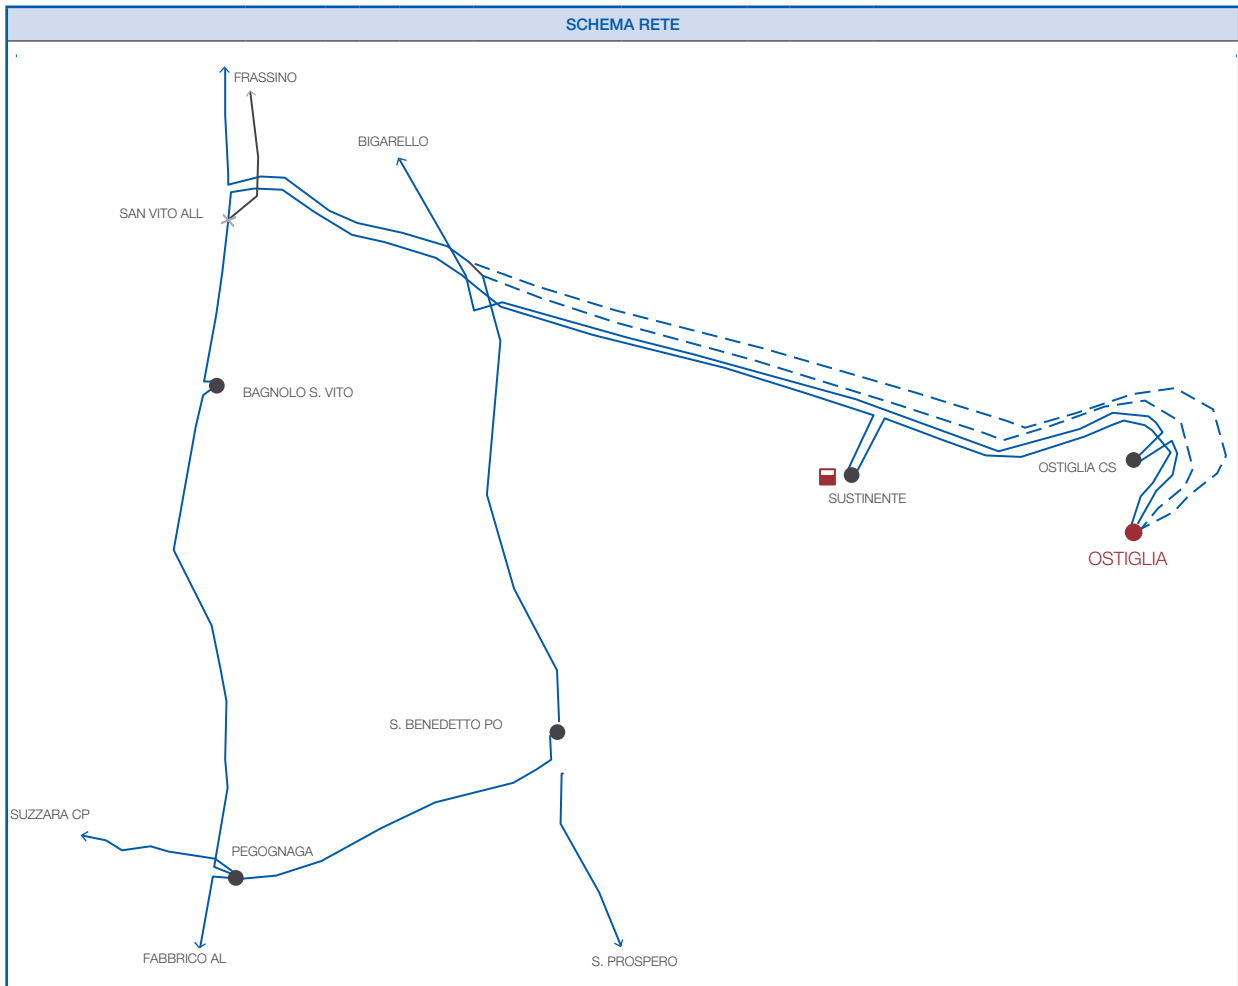 SCHEMA RETE
FRASSINO
BIGARELLO
SAN VITO ALL
BAGNOLO S. VITO
OSTIGLIA CS
SUSTINENTE
OSTIGLIA
S. BENEDETTO PO
SUZZARA CP
PEGOGNAGA
FABBRICO AL
S. PROSPERO